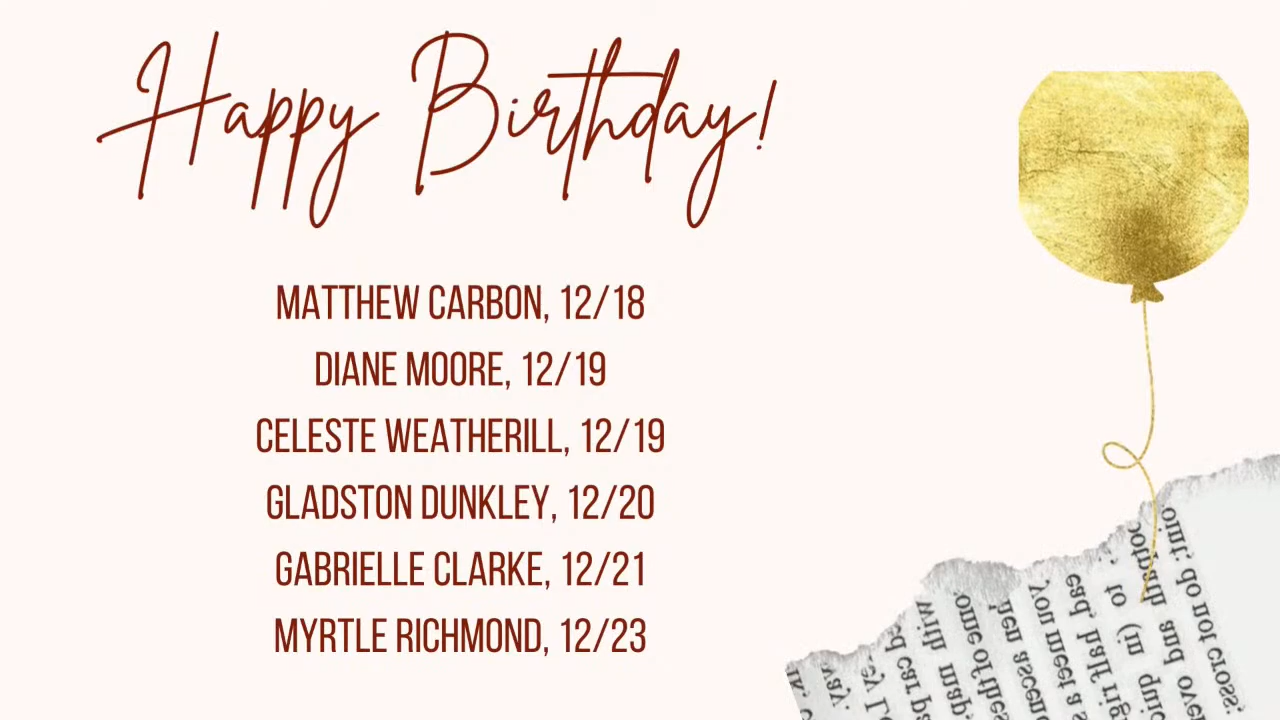 Happy Birthday!
MATTHEW CARBON, 12/18
DIANE MOORE, 12/19
CELESTE WEATHERILL, 12/19
GLADSTON DUNKLEY, 12/20
GABRIELLE CLARKE, 12/21
MYRTLE RICHMOND, 12/23